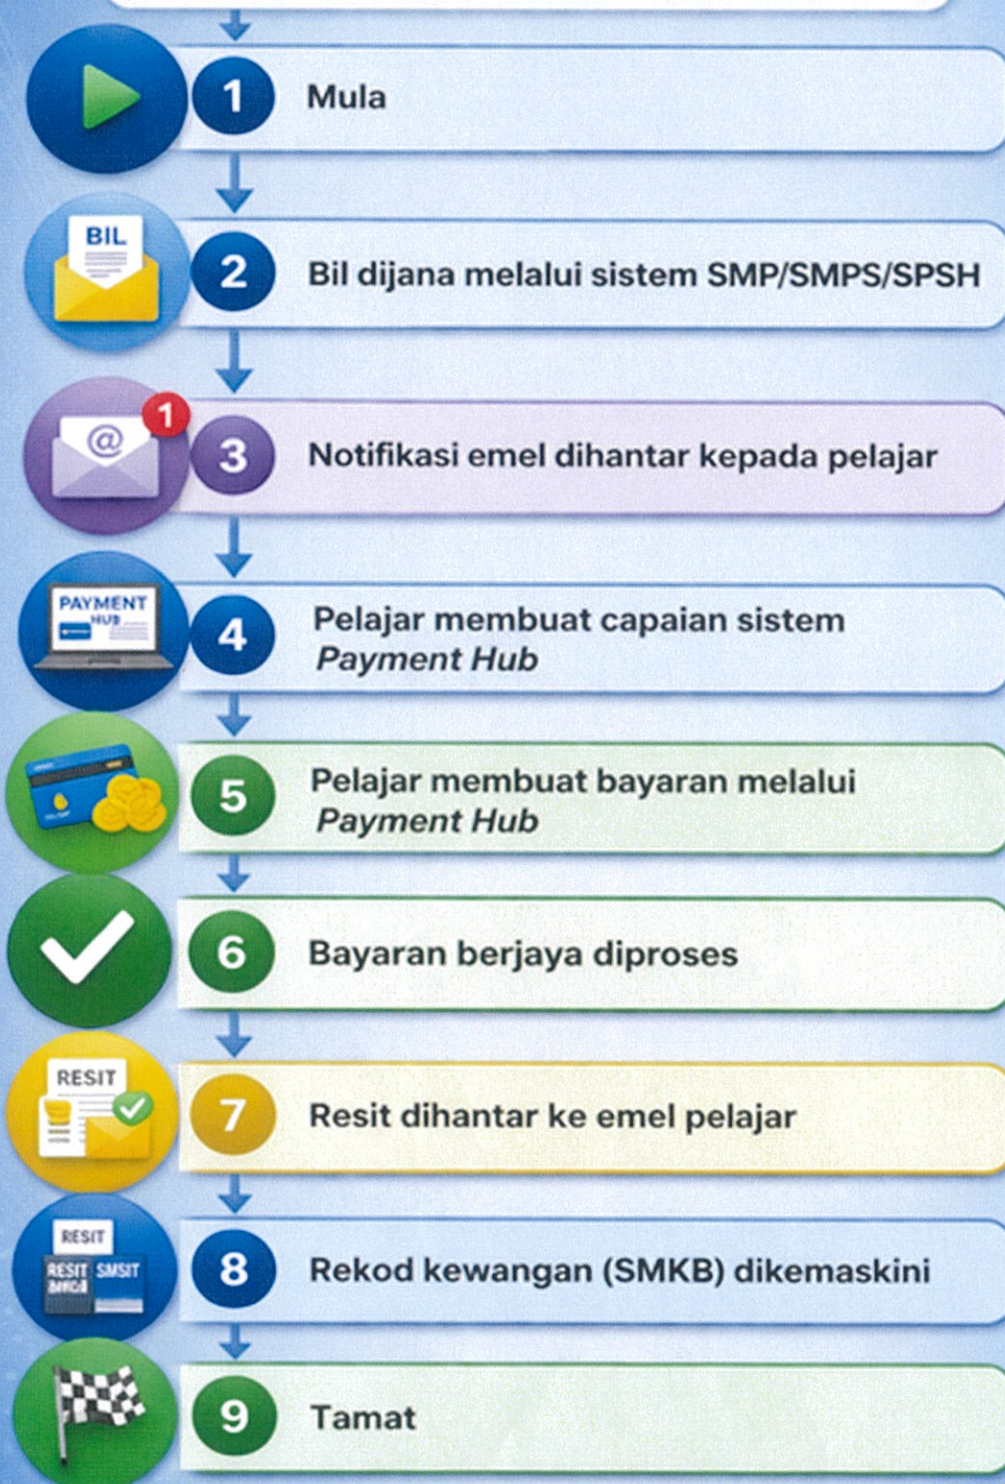 1
Mula
BIL
2
Bil dijana melalui sistem SMP/SMPS/SPSH
1
@
3
Notifikasi emel dihantar kepada pelajar
PAYMENT
HUB
4
Pelajar membuat capaian sistem
Payment Hub
5
Pelajar membuat bayaran melalui
Payment Hub
6
Bayaran berjaya diproses
RESIT
7
Resit dihantar ke emel pelajar
RESIT
RESIT SMSIT
8
Rekod kewangan (SMKB) dikemaskini
9
Tamat